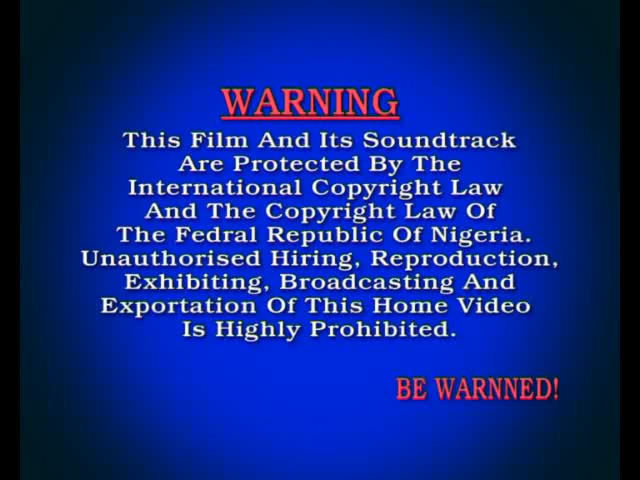 WARNING
This Film And Its Soundtrack
Are Protected By The
International Copyright Law
And The Copyright Law Of
The Fedral Republic Of Nigeria.
Unauthorised Hiring, Reproduction,
Exhibiting, Broadcasting And
Exportation Of This Home Video
Is Highly Prohibited.
BE WARNNED!